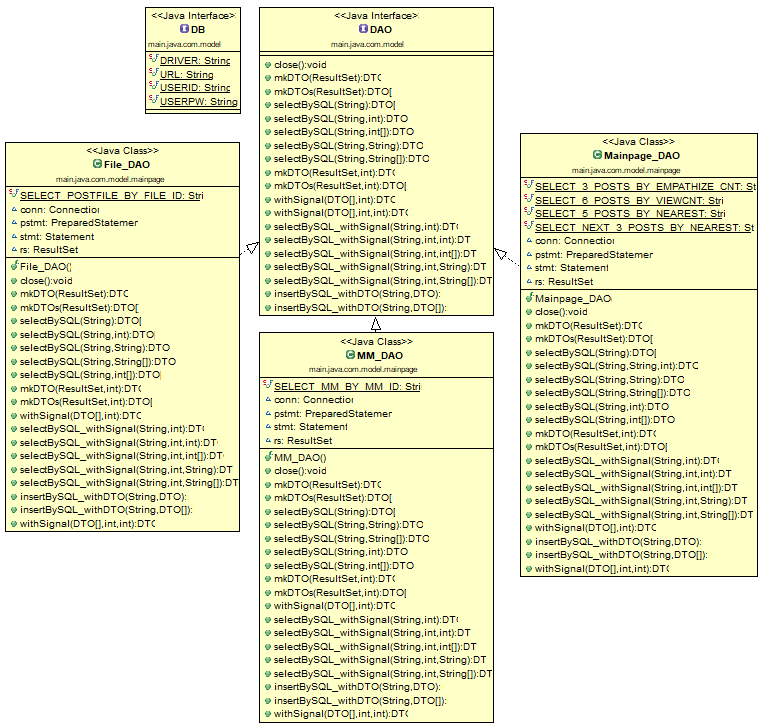 <<Java Interface>>
DB
main.java.com.model
DRIVER: String
URL: String
USERID: String
USERPW: String
<<Java Interface>>
DAO
main.java.com.model
close():void
mkDTO(ResultSet):DTO
mkDTOs(ResultSet):DTO[
selectBySQL(String):DTO[
selectBySQL(String,int):DTO
selectBySQL(String,int[]):DTO
selectBySQL(String,String):DTO
selectBySQL(String,String[]):DTO
mkDTO(ResultSet,int):DTO
mkDTOs(ResultSet,int):DTO[
withSignal(DTO[],int):DTO
withSignal(DTO[],int,int):DTO
selectBySQL_withSignal(String,int):DTO
selectBySQL_withSignal(String,int,int):DTO
selectBySQL_withSignal(String,int,int[]):DTO
selectBySQL_withSignal(String,int,String):DTO
selectBySQL_withSignal(String,int,String[]):DTO
insertBySQL_withDTO(String,DTO):
insertBySQL_withDTO(String,DTO[]):
<<Java Class>>
File_DAO
main.java.com.model.mainpage
SELECT_POSTFILE_BY_FILE_ID: Stri
conn: Connection
pstmt: PreparedStatemer
stmt: Statement
rs: ResultSet
File_DAO()
close():void
mkDTO(ResultSet):DTO
mkDTOs(ResultSet):DTO[
selectBySQL(String):DTO[
selectBySQL(String,int):DTO
selectBySQL(String,String):DTO
selectBySQL(String,String[]):DTO
selectBySQL(String,int[]):DTO
mkDTO(ResultSet,int):DTO
mkDTOs(ResultSet,int):DTO[
withSignal(DTO[],int):DTO
selectBySQL_withSignal(String,int):DTO
selectBySQL_withSignal(String,int,int):DTO
selectBySQL_withSignal(String,int,int[]):DTO
selectBySQL_withSignal(String,int,String):DT
selectBySQL_withSignal(String,int,String[]):DT
insertBySQL_withDTO(String,DTO):
insertBySQL_withDTO(String,DTO[]):
withSignal(DTO[],int,int):DTO
<<Java Class>>
MM_DAO
main.java.com.model.mainpage
SELECT_MM_BY_MM_ID: Stri
conn: Connection
pstmt: PreparedStatemer
stmt: Statement
rs: ResultSet
MM_DAO()
close():void
mkDTO(ResultSet):DTO
mkDTOs(ResultSet):DTO[
selectBySQL(String):DTO[
selectBySQL(String,String):DTO
selectBySQL(String,String[]):DTO
selectBySQL(String,int):DTO
selectBySQL(String,int[]):DTO
mkDTO(ResultSet,int):DTO
mkDTOs(ResultSet,int):DTO[
withSignal(DTO[],int):DTO
selectBySQL_withSignal(String,int):DTO
selectBySQL_withSignal(String,int,int):DTO
selectBySQL_withSignal(String,int,int[]):DT
selectBySQL_withSignal(String,int,String):DT
selectBySQL_withSignal(String,int,String[]):DT
insertBySQL_withDTO(String,DTO):
insertBySQL_withDTO(String,DTO[]):
withSignal(DTO[],int,int):DTO
<<Java Class>>
Mainpage_DAO
main.java.com.model.mainpage
SELECT_3_POSTS_BY_EMPATHIZE_CNT: St
SELECT_6_POSTS_BY_VIEWCNT: Stri
SELECT_5_POSTS_BY_NEAREST: Stri
SELECT_NEXT_3_POSTS_BY_NEAREST: St
conn: Connection
pstmt: PreparedStatemer
stmt: Statement
rs: ResultSet
Mainpage_DAO
close():void
mkDTO(ResultSet):DTO
mkDTOs(ResultSet):DTO[
selectBySQL(String):DTO[
selectBySQL(String,String,int):DTO
selectBySQL(String,String):DTO
selectBySQL(String,String[]):DTO
selectBySQL(String,int):DTO
selectBySQL(String,int[]):DTO
mkDTO(ResultSet,int):DTO
mkDTOs(ResultSet,int):DTO[
selectBySQL_withSignal(String,int):DTO
selectBySQL_withSignal(String,int,int):DTO
selectBySQL_withSignal(String,int,int[]):DTO
selectBySQL_withSignal(String,int,String):DTO
selectBySQL_withSignal(String,int,String[]):DTO
withSignal(DTO[],int):DTO
insertBySQL_withDTO(String,DTO):
insertBySQL_withDTO(String,DTO[]):
withSignal(DTO[],int,int):DTO